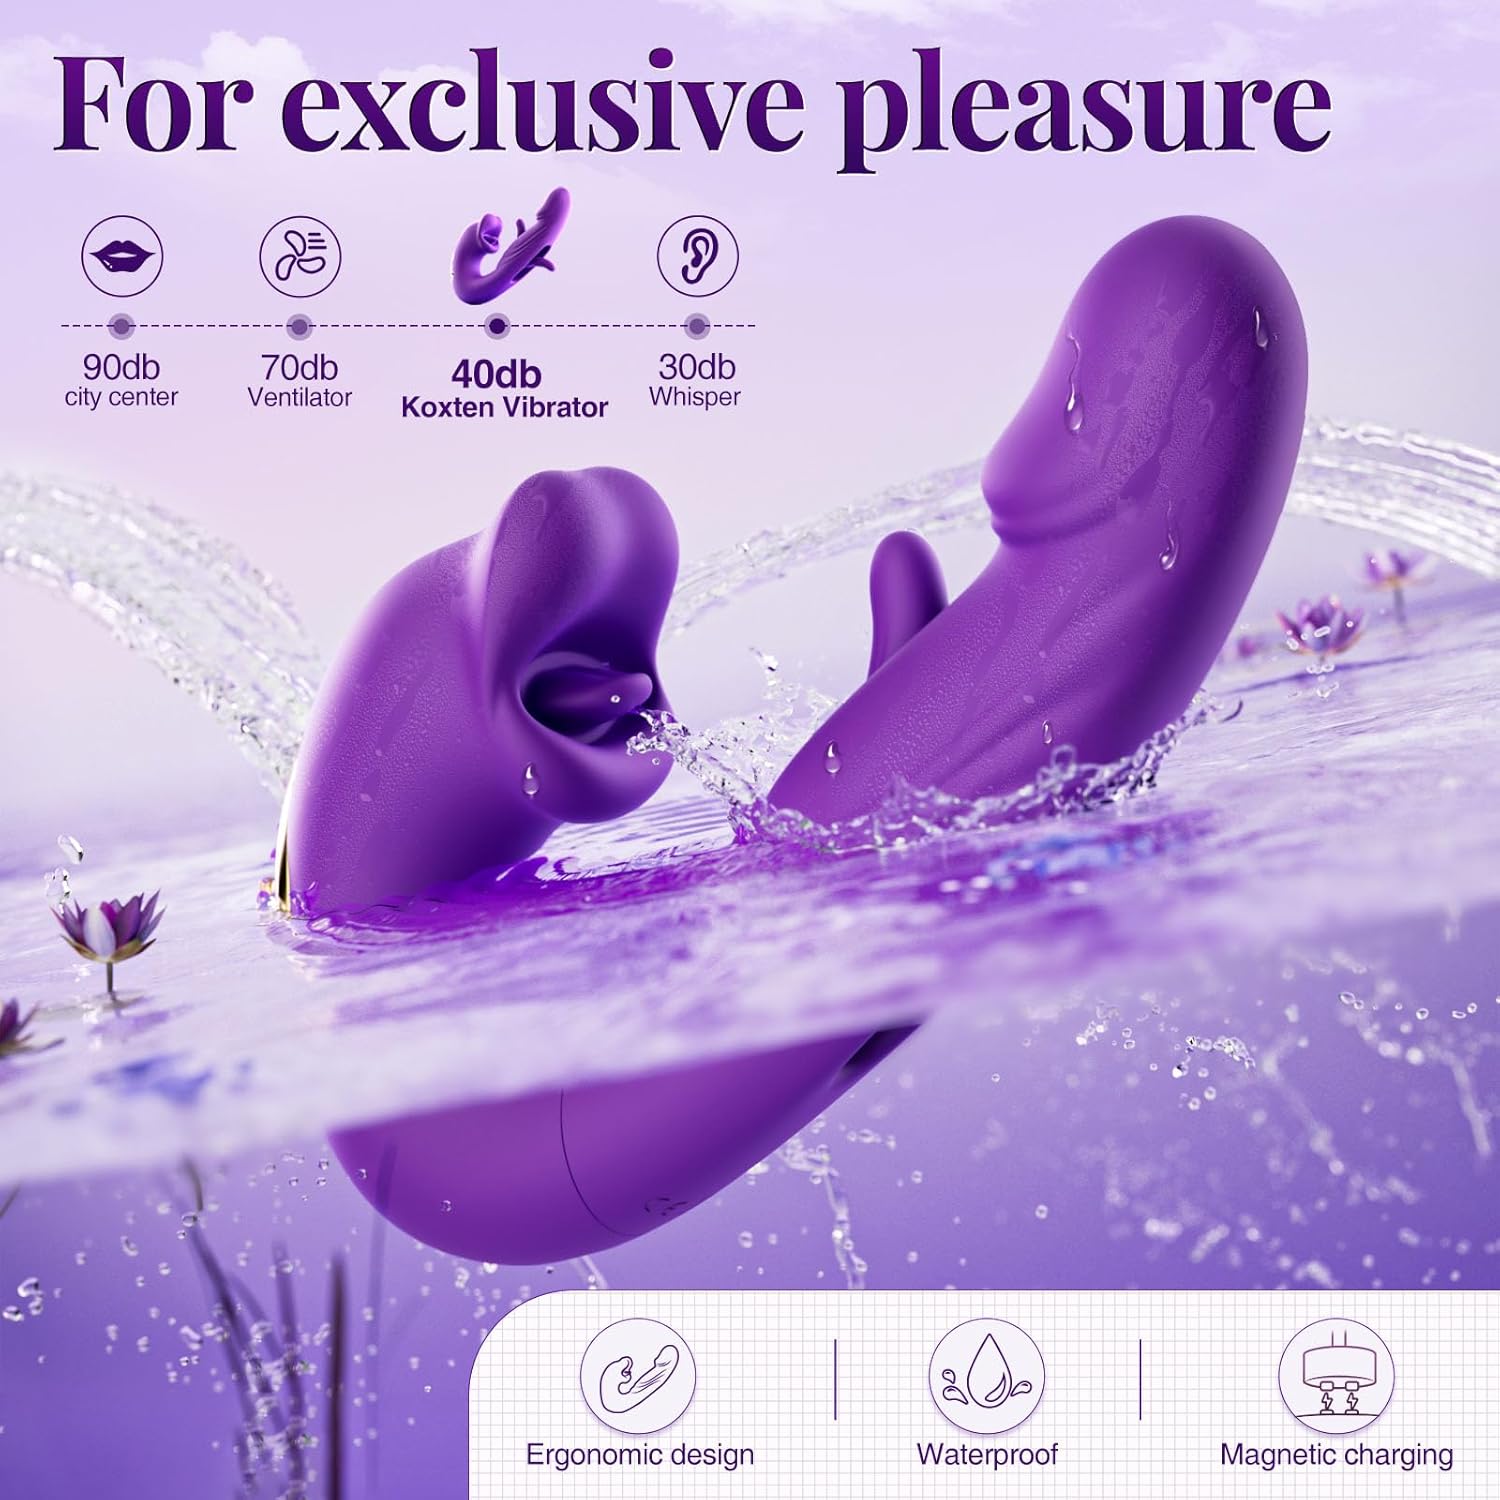 For exclusive pleasure
90db
city center
70db
Ventilator
40db
Koxten Vibrator
30db
Whisper
Ergonomic design
Waterproof
Magnetic charging